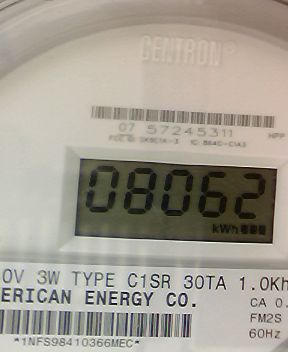 CENTRON®
07 57245311
HPP
08062
kWh
0V 3W TYPE C1SR 30TA 1.0Kh
ERICAN ENERGY CO.
CA 0.
FM2S
60Hz
*1NFS98410366MEC*